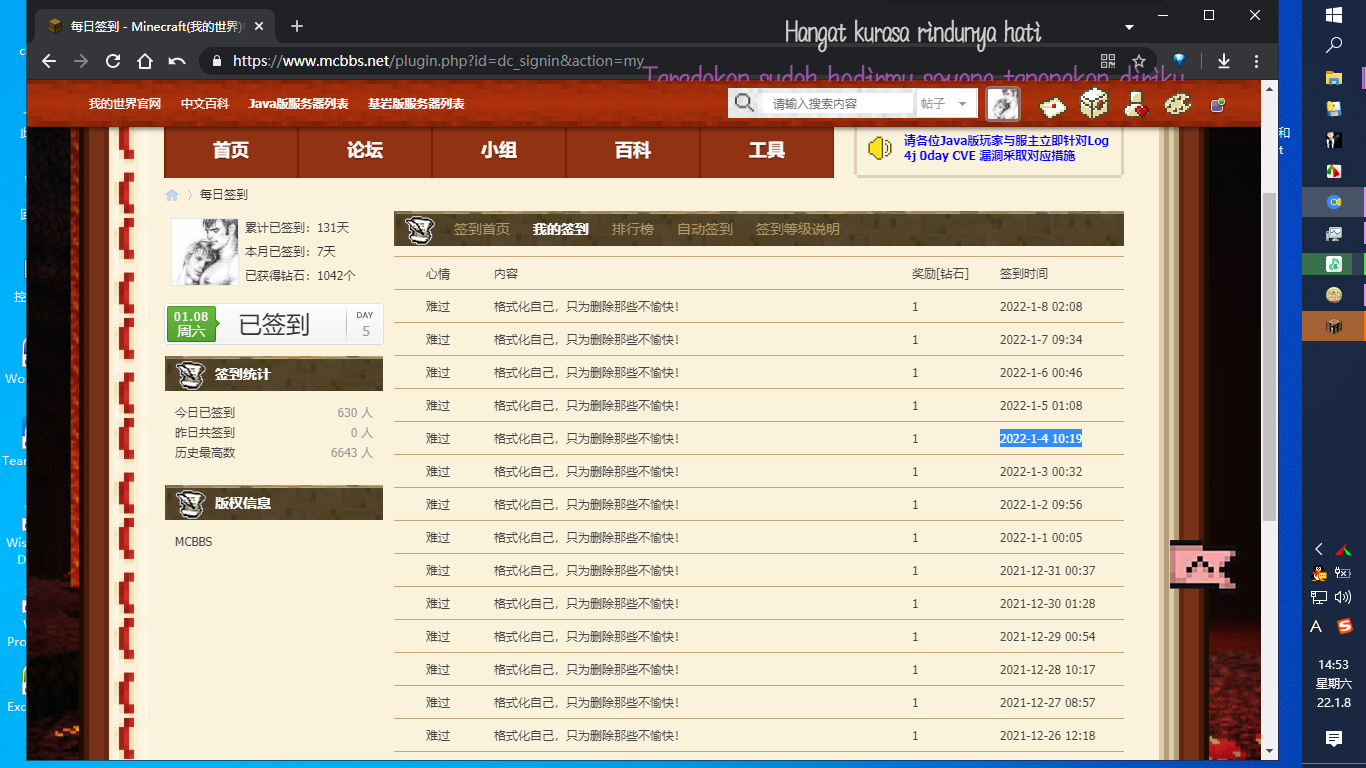 每日签到 - Minecraft(我的世界)
Hangat kurasa rindunya hati
https://www.mcbbs.net/plugin.php?id=dc_signin&action=my
我的世界官网 中文百科 Java版服务器列表 基岩版服务器列表
请输入搜索内容 帖子
首页 论坛 小组 百科 工具
请各位Java版玩家与服主立即针对Log
4j 0day CVE 漏洞采取对应措施
每日签到
累计已签到：131天
本月已签到：7天
已获得钻石：1042个
01.08
周六
已签到
DAY
5
签到统计
今日已签到 630 人
昨日共签到 0 人
历史最高数 6643 人
版权信息
MCBBS
签到首页 我的签到 排行榜 自动签到 签到等级说明
心情 内容 奖励[钻石] 签到时间
难过 格式化自己，只为删除那些不愉快! 1 2022-1-8 02:08
难过 格式化自己，只为删除那些不愉快! 1 2022-1-7 09:34
难过 格式化自己，只为删除那些不愉快! 1 2022-1-6 00:46
难过 格式化自己，只为删除那些不愉快! 1 2022-1-5 01:08
难过 格式化自己，只为删除那些不愉快! 1 2022-1-4 10:19
难过 格式化自己，只为删除那些不愉快! 1 2022-1-3 00:32
难过 格式化自己，只为删除那些不愉快! 1 2022-1-2 09:56
难过 格式化自己，只为删除那些不愉快! 1 2022-1-1 00:05
难过 格式化自己，只为删除那些不愉快! 1 2021-12-31 00:37
难过 格式化自己，只为删除那些不愉快! 1 2021-12-30 01:28
难过 格式化自己，只为删除那些不愉快! 1 2021-12-29 00:54
难过 格式化自己，只为删除那些不愉快! 1 2021-12-28 10:17
难过 格式化自己，只为删除那些不愉快! 1 2021-12-27 08:57
难过 格式化自己，只为删除那些不愉快! 1 2021-12-26 12:18
和
A
14:53
星期六
22.1.8